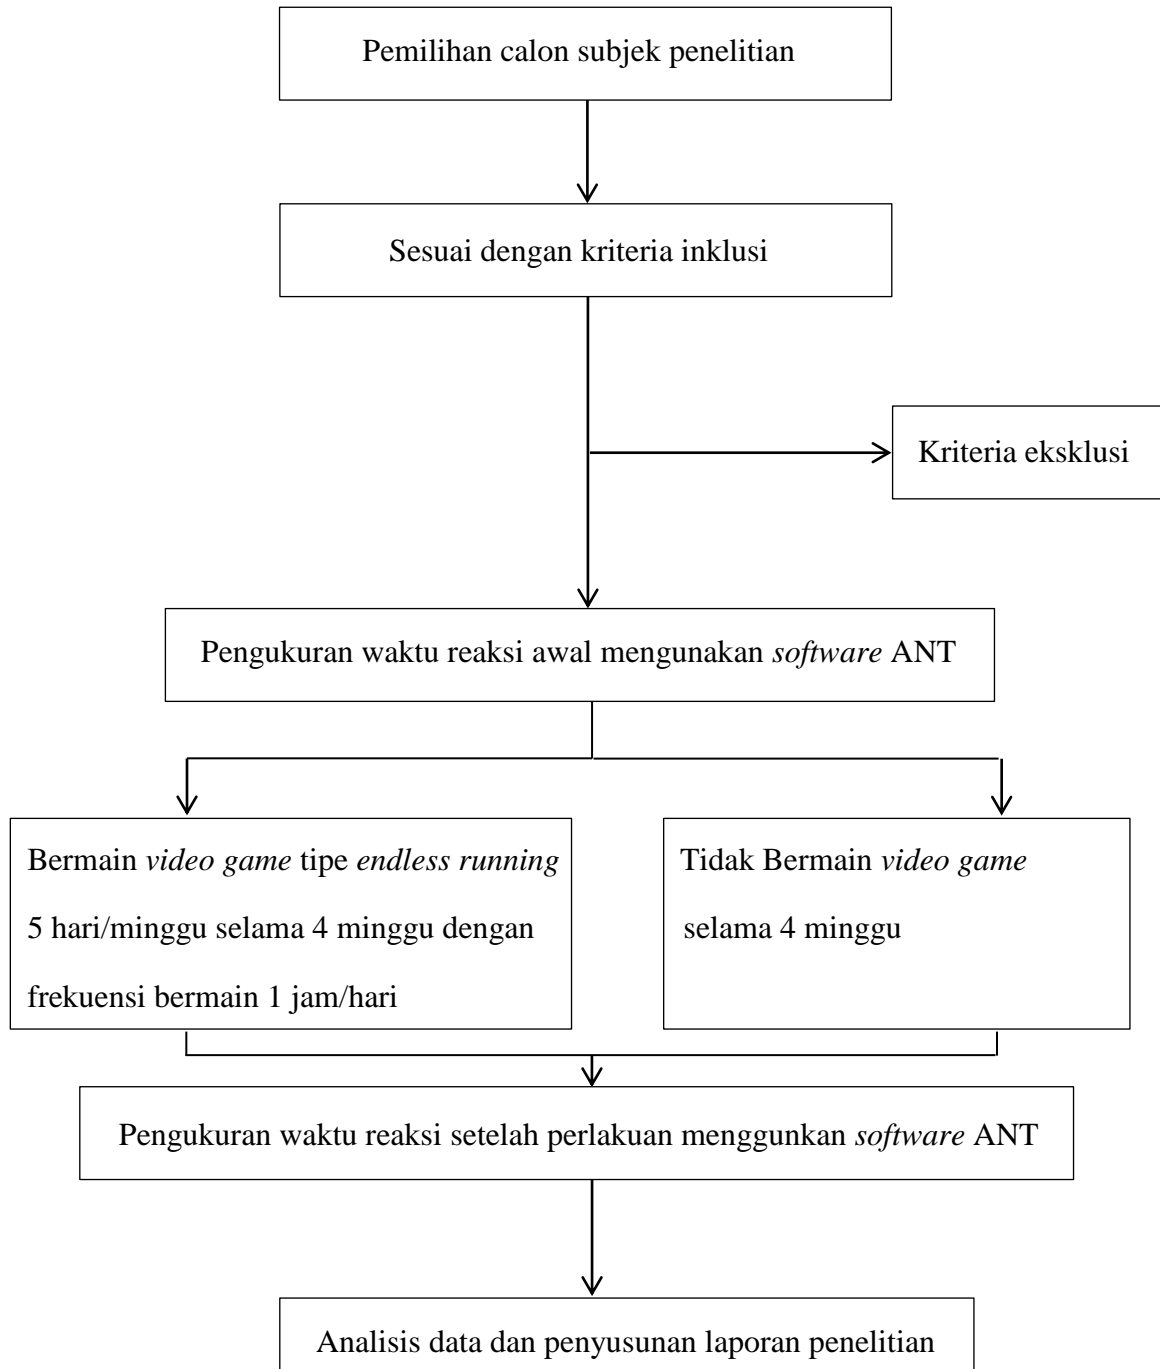 Pemilihan calon subjek penelitian
Sesuai dengan kriteria inklusi
Kriteria eksklusi
Pengukuran waktu reaksi awal mengunakan software ANT
Bermain video game tipe endless running
5 hari/minggu selama 4 minggu dengan
frekuensi bermain 1 jam/hari
Tidak Bermain video game
selama 4 minggu
Pengukuran waktu reaksi setelah perlakuan menggunkan software ANT
Analisis data dan penyusunan laporan penelitian